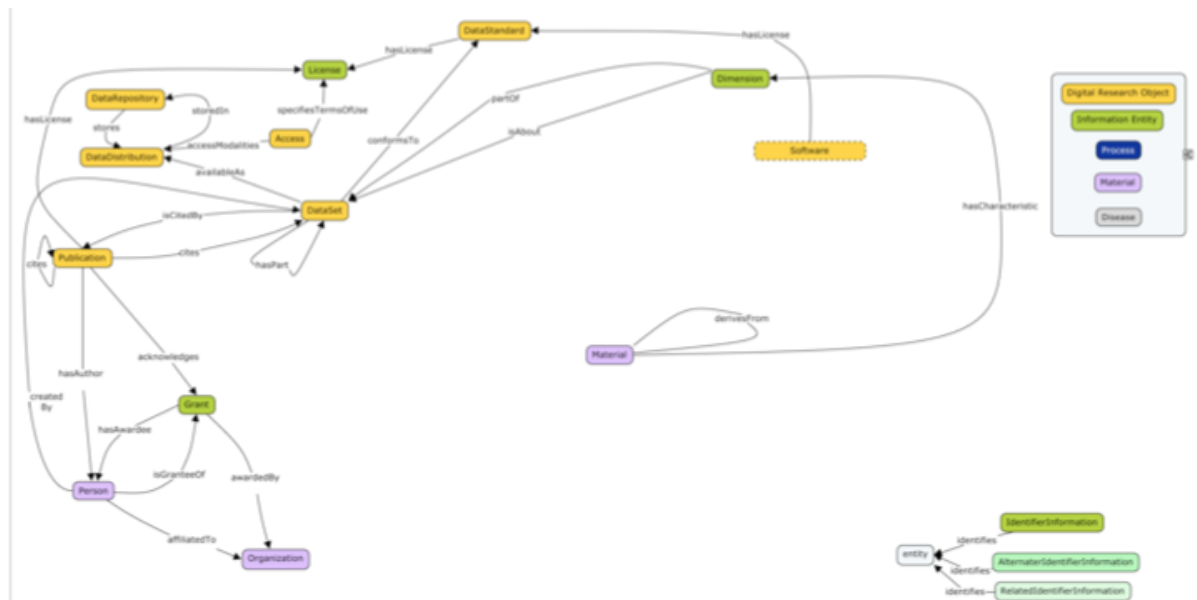 DataStandard
hasLicense
hasLicense
License
Dimension
DataRepository
storedIn
partOf
Digital Research Object
hasLicense
specifiesTermsOfUse
Information Entity
stores
isAbout
Access
conformsTo
accessModalities
Software
Process
DataDistribution
availableAs
Material
hasCharacteristic
DataSet
isCitedBy
Disease
cites
Publication
cites
hasPart
derivesFrom
Material
acknowledges
hasAuthor
created
By
Grant
hasAwardee
isGranteeOf
awardedBy
Person
affiliatedTo
Organization
IdentifierInformation
identifies
entity
AlternaterIdentifierInformation
identifies
identifies
RelatedIdentifierInformation